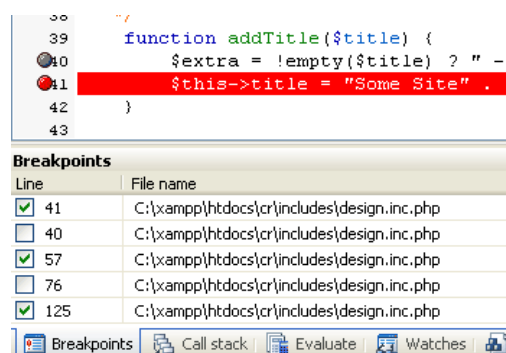 38 */
39 function addTitle($title) {
40 $extra = !empty($title) ? " -
41 $this->title = "Some Site" .
42 }
43
Breakpoints
Line File name
41 C:\xampp\htdocs\cr\includes\design.inc.php
40 C:\xampp\htdocs\cr\includes\design.inc.php
57 C:\xampp\htdocs\cr\includes\design.inc.php
76 C:\xampp\htdocs\cr\includes\design.inc.php
125 C:\xampp\htdocs\cr\includes\design.inc.php
Breakpoints Call stack Evaluate Watches